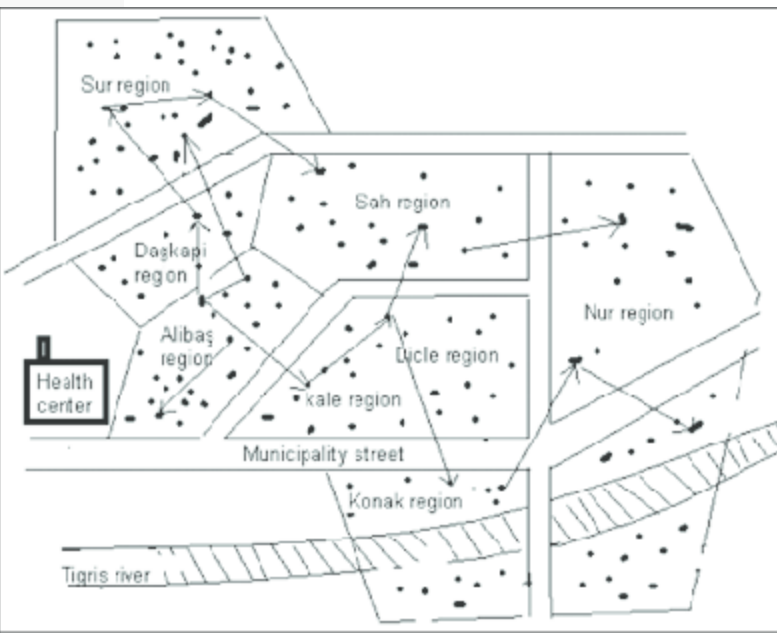 Sur region
Sah region
Dagkapi
region
Nur region
Alibaş
region
Dicle region
Health
center
kale region
Municipality street
Konak region
Tigris river